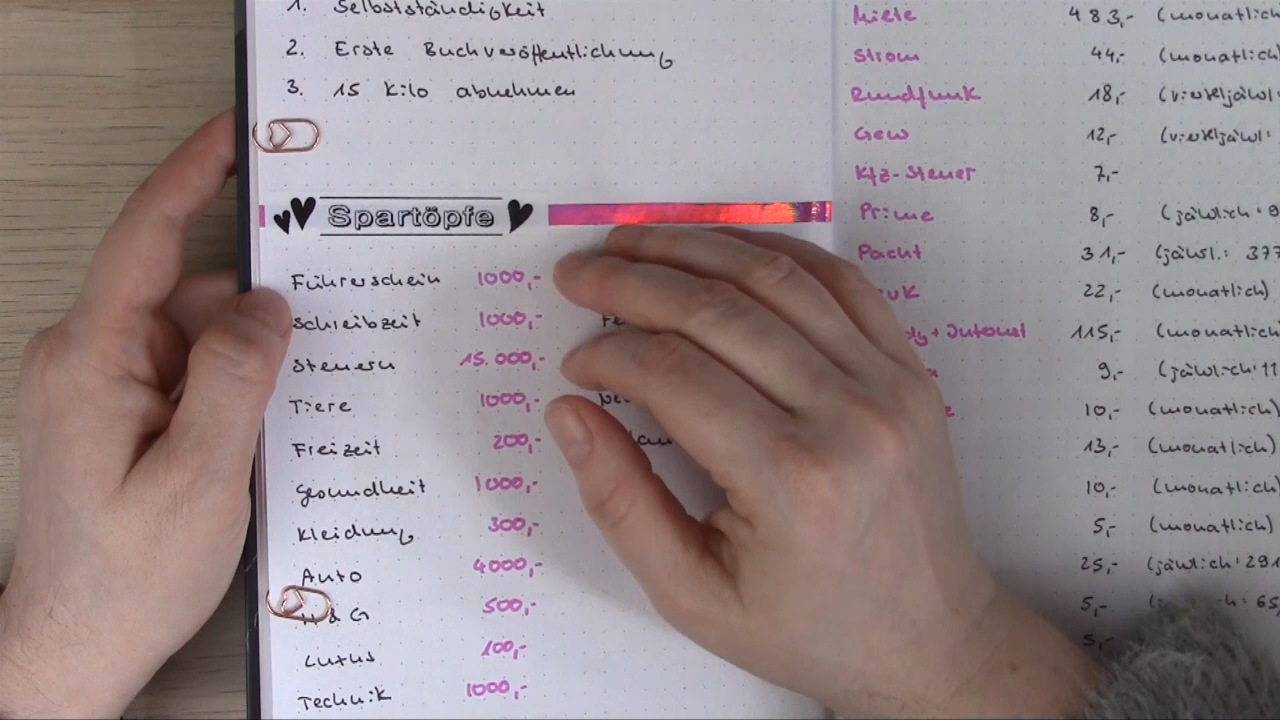 1. Selbstständigkeit
2. Erste Buchveröffentlichung
3. 15 Kilo abnehmen
Spartöpfe
Führerschein 1000,-
Schreibzeit 1000,-
Steuern 15.000,-
Tiere 1000,-
Freizeit 200,-
Gesundheit 1000,-
Kleidung 300,-
Auto 4000,-
& G 500,-
Luxus 100,-
Technik 1000,-
Miete 483,- (monatlich)
Strom 44,- (monatlich)
Rundfunk 18,- (vierteljährl.
Gew 12,- (vierteljährl.
Kfz-Steuer 7,-
Prime 8,- (jährlich:
Pacht 31,- (jährl.: 377
22,- (monatlich)
+ Internet 115,- (monatlich)
9,- (jährlich: 11
10,- (monatlich)
13,- (monatlich)
10,- (monatlich)
5,- (monatlich)
25,- (jährlich: 291
5,- 65,
5,-